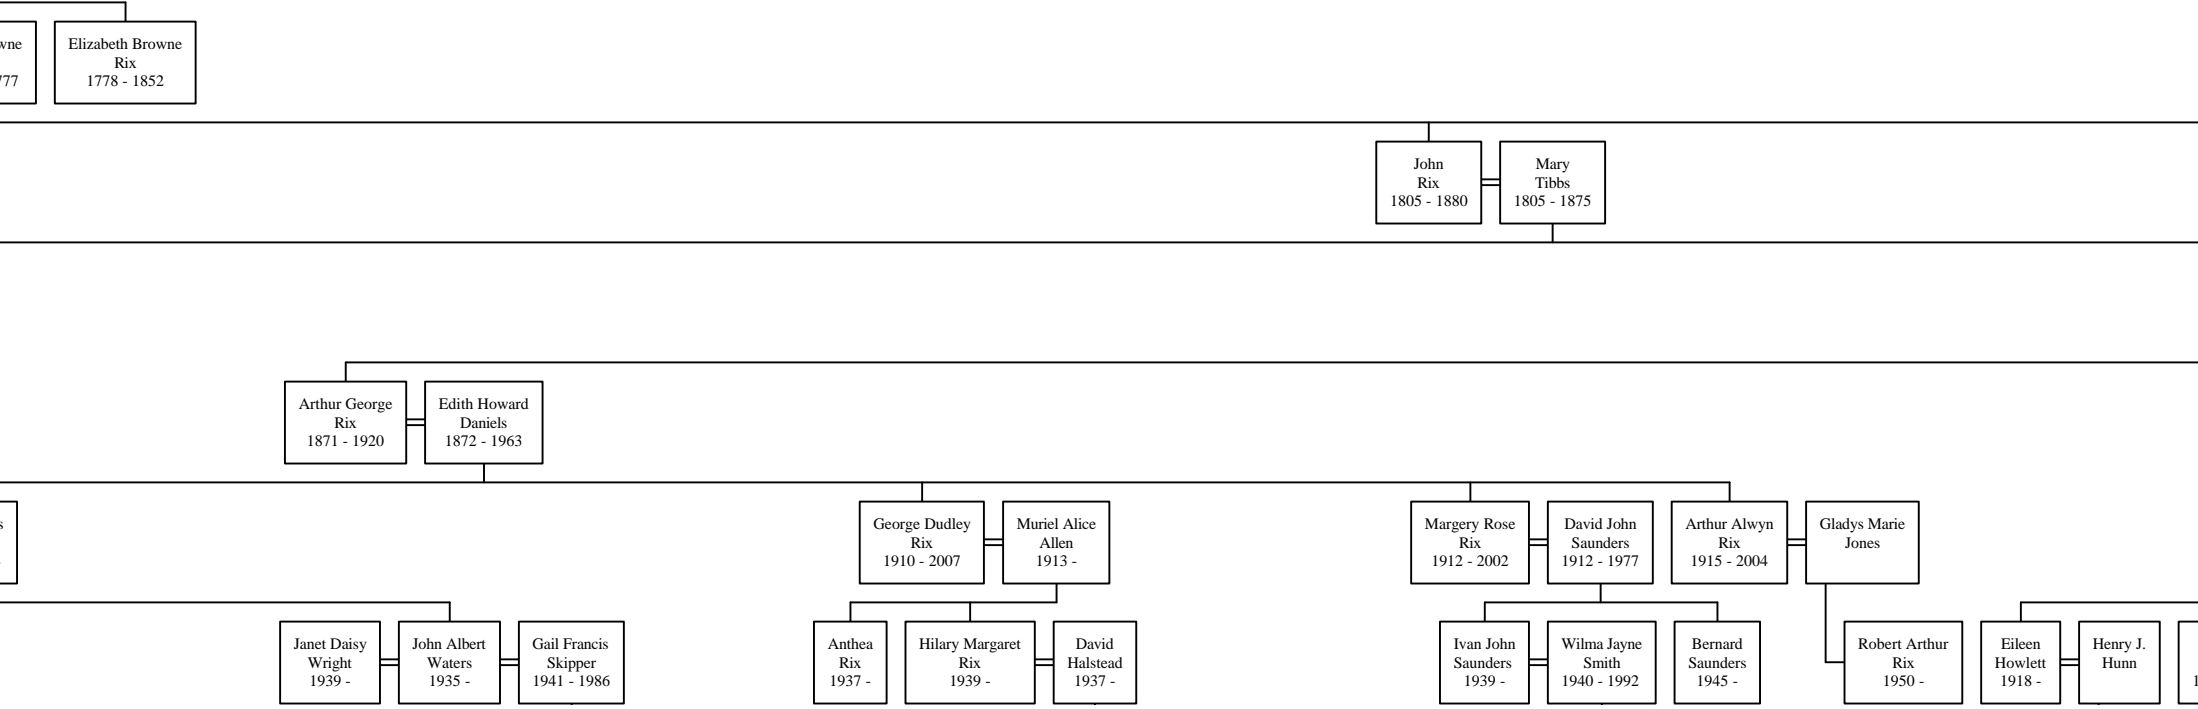 Elizabeth Browne
Rix
1778 - 1852
John
Rix
1805 - 1880
Mary
Tibbs
1805 - 1875
Arthur George
Rix
1871 - 1920
Edith Howard
Daniels
1872 - 1963
George Dudley
Rix
1910 - 2007
Muriel Alice
Allen
1913 -
Margery Rose
Rix
1912 - 2002
David John
Saunders
1912 - 1977
Arthur Alwyn
Rix
1915 - 2004
Gladys Marie
Jones
Janet Daisy
Wright
1939 -
John Albert
Waters
1935 -
Gail Francis
Skipper
1941 - 1986
Anthea
Rix
1937 -
Hilary Margaret
Rix
1939 -
David
Halstead
1937 -
Ivan John
Saunders
1939 -
Wilma Jayne
Smith
1940 - 1992
Bernard
Saunders
1945 -
Robert Arthur
Rix
1950 -
Eileen
Howlett
1918 -
Henry J.
Hunn